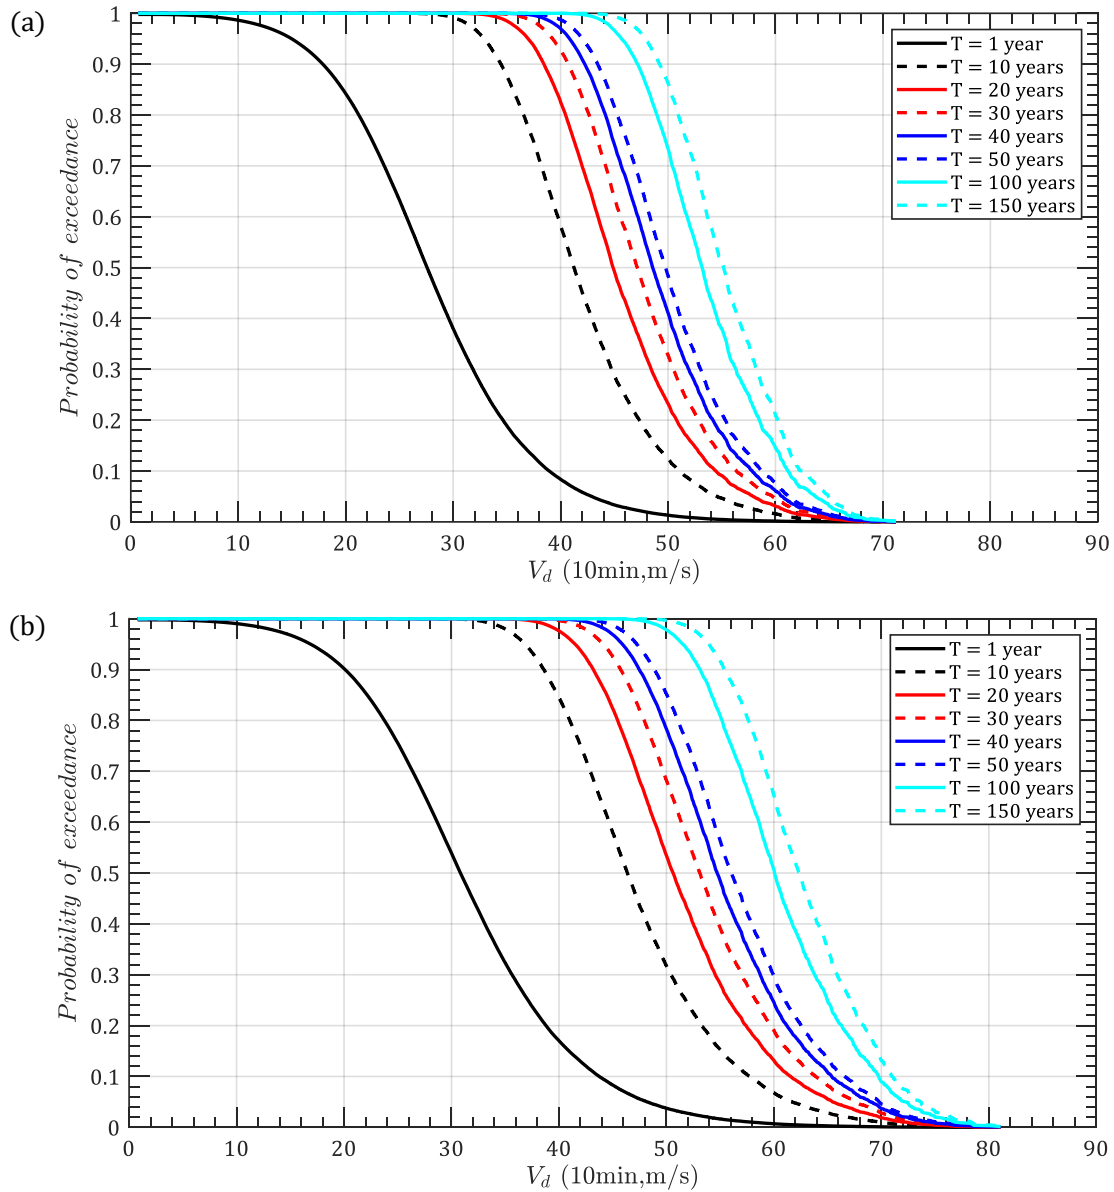 (a)
Probability of exceedance
1
0.9
0.8
0.7
0.6
0.5
0.4
0.3
0.2
0.1
0
0 10 20 30 40 50 60 70 80 90
V_d (10min,m/s)
T = 1 year
T = 10 years
T = 20 years
T = 30 years
T = 40 years
T = 50 years
T = 100 years
T = 150 years
(b)
Probability of exceedance
1
0.9
0.8
0.7
0.6
0.5
0.4
0.3
0.2
0.1
0
0 10 20 30 40 50 60 70 80 90
V_d (10min,m/s)
T = 1 year
T = 10 years
T = 20 years
T = 30 years
T = 40 years
T = 50 years
T = 100 years
T = 150 years